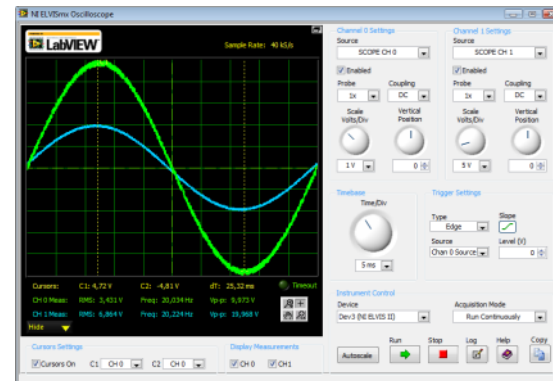 NI ELVISmx Oscilloscope
LabVIEW
Sample Rate: 40 kS/s
Cursors: C1: 4,72 V C2: -4,81 V dT: 25,32 ms Timeout
CH 0 Meas: RMS: 3,431 V Freq: 20,034 Hz Vp-p: 9,973 V
CH 1 Meas: RMS: 6,864 V Freq: 20,224 Hz Vp-p: 19,968 V
Hide
Cursors Settings
Cursors On C1 CH 0 C2 CH 0
Display Measurements
CH 0 CH 1
Channel 0 Settings
Source
SCOPE CH 0
Enabled
Probe Coupling
1x DC
Scale Vertical
Volts/Div Position
1 V 0
Channel 1 Settings
Source
SCOPE CH 1
Enabled
Probe Coupling
1x DC
Scale Vertical
Volts/Div Position
5 V 0
Timebase
Time/Div
5 ms
Trigger Settings
Type Slope
Edge
Source Level (V)
Chan 0 Source 0
Instrument Control
Device Acquisition Mode
Dev3 (NI ELVIS II) Run Continuously
Run Stop Log Help Copy
Autoscale